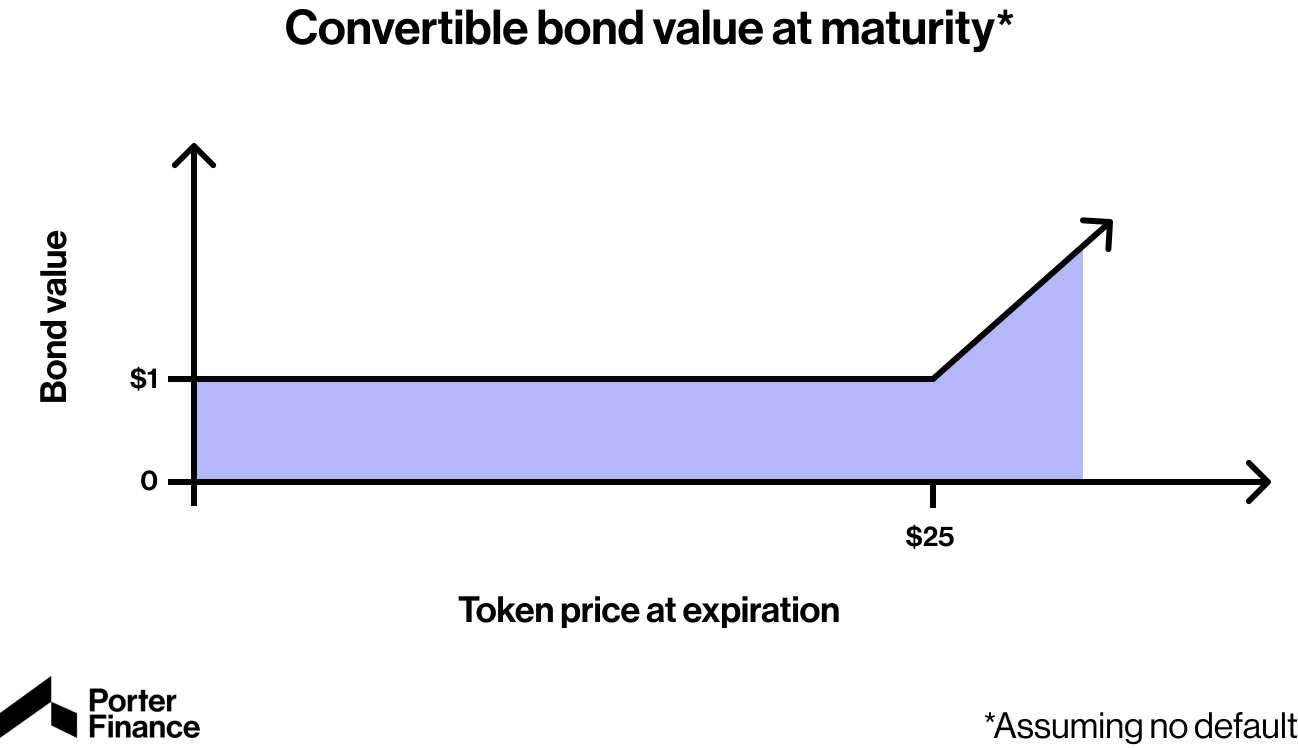 Convertible bond value at maturity*
Bond value
$1
0
$25
Token price at expiration
Porter
Finance
*Assuming no default